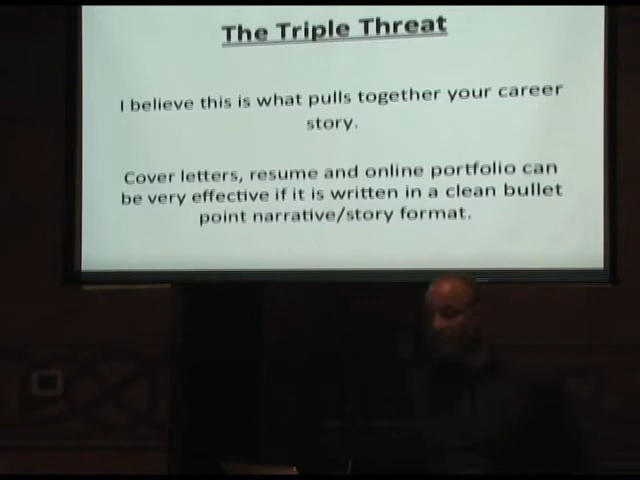 The Triple Threat
I believe this is what pulls together your career
story.
Cover letters, resume and online portfolio can
be very effective if it is written in a clean bullet
point narrative/story format.